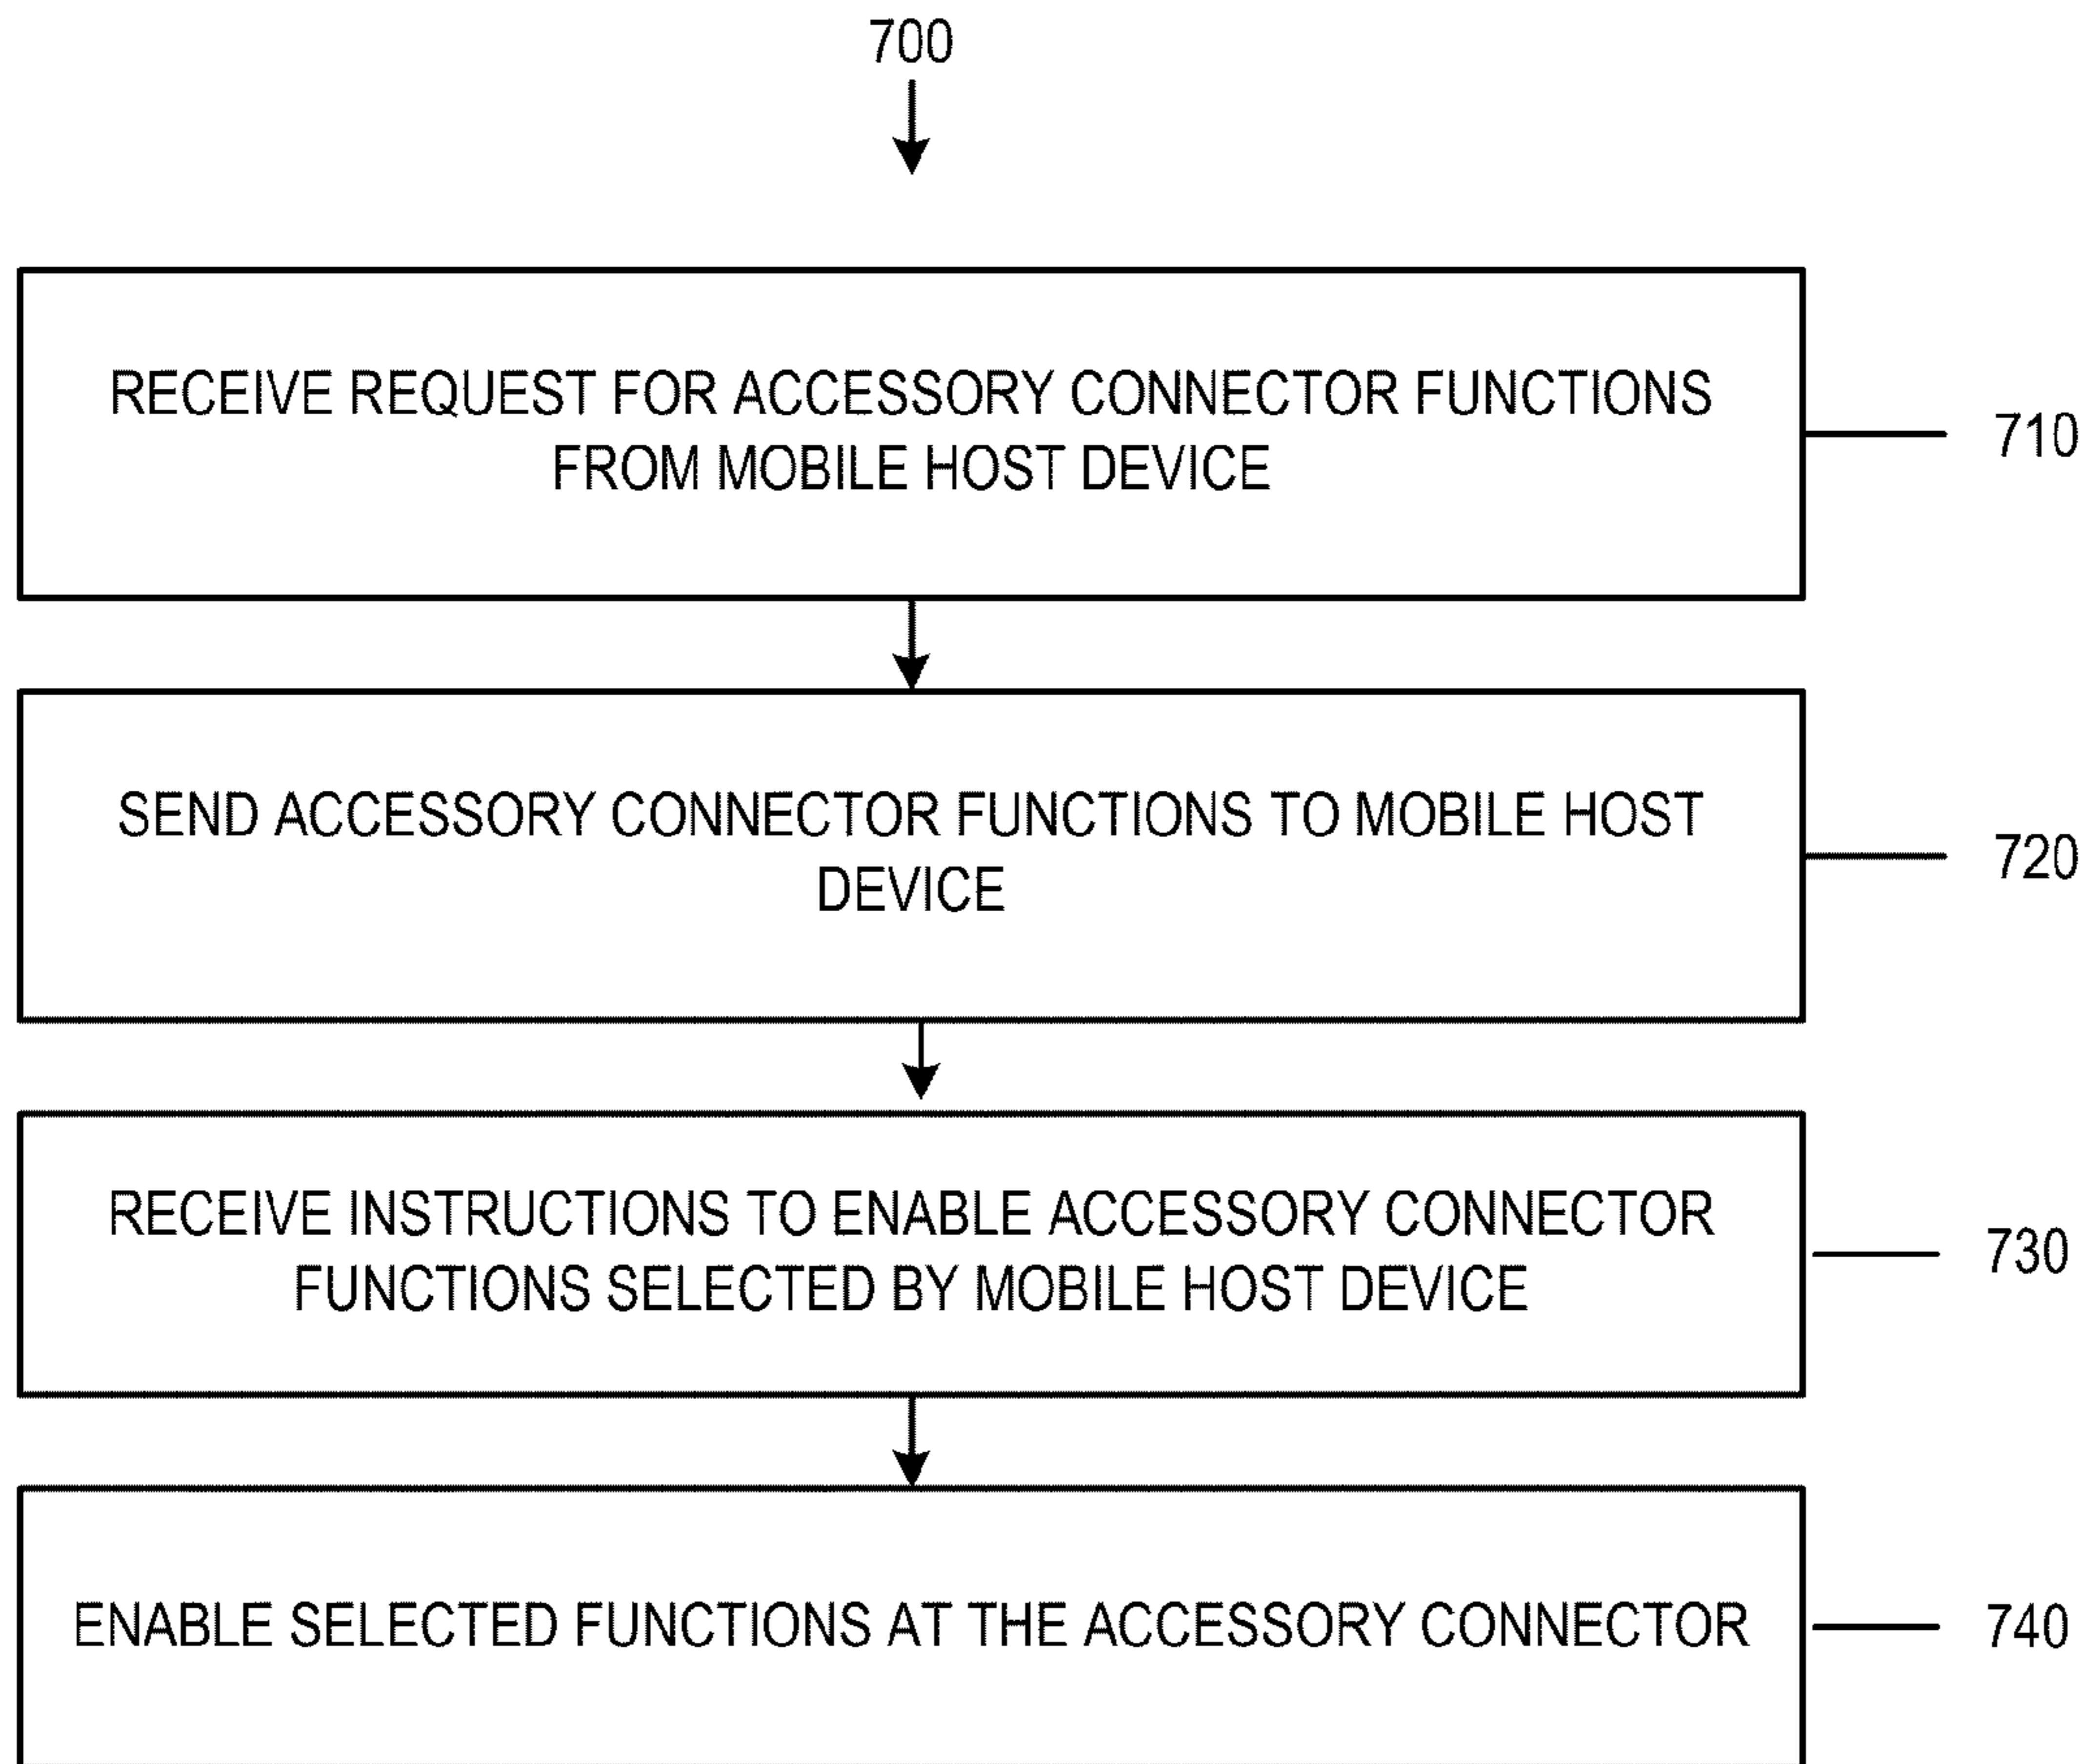 700
RECEIVE REQUEST FOR ACCESSORY CONNECTOR FUNCTIONS
FROM MOBILE HOST DEVICE
710
SEND ACCESSORY CONNECTOR FUNCTIONS TO MOBILE HOST
DEVICE
720
RECEIVE INSTRUCTIONS TO ENABLE ACCESSORY CONNECTOR
FUNCTIONS SELECTED BY MOBILE HOST DEVICE
730
ENABLE SELECTED FUNCTIONS AT THE ACCESSORY CONNECTOR
740